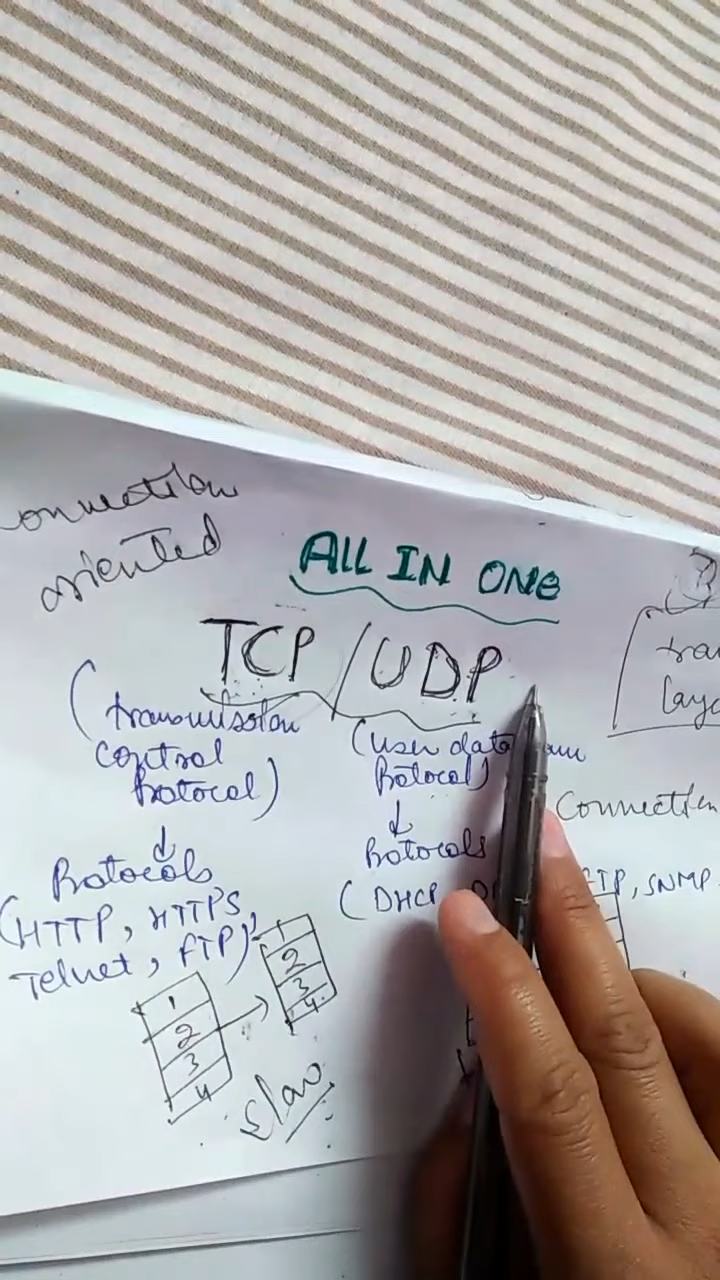 Connection
oriented
ALL IN ONE
TCP/UDP
(transmission
control
Protocol)
↓
Protocols
(HTTP, HTTPS,
Telnet, FTP)
1
2
3
4
1
2
3
4
slow
(user data
Protocol)
↓
Protocols
(DHCP
, SNMP
Connection